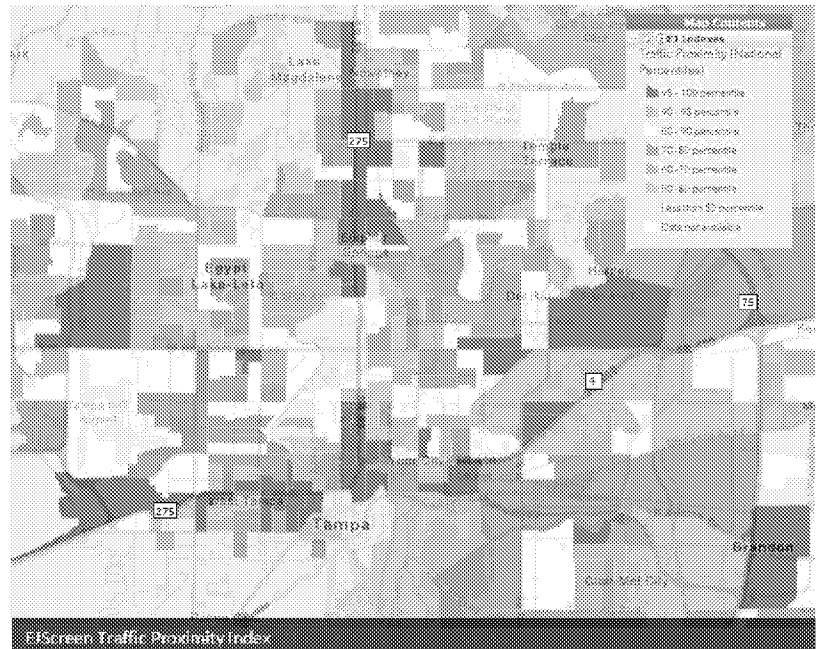 Map Contents
EJ Indexes
Traffic Proximity (National
Percentiles)
95 - 100 percentile
90 - 95 percentile
80 - 90 percentile
70 - 80 percentile
60 - 70 percentile
50 - 60 percentile
Less than 50 percentile
Data not available
Lake
Magdalene
275
Temple
Terrace
Egypt
Lake-Leto
75
4
275
Tampa
Brandon
EJScreen Traffic Proximity Index